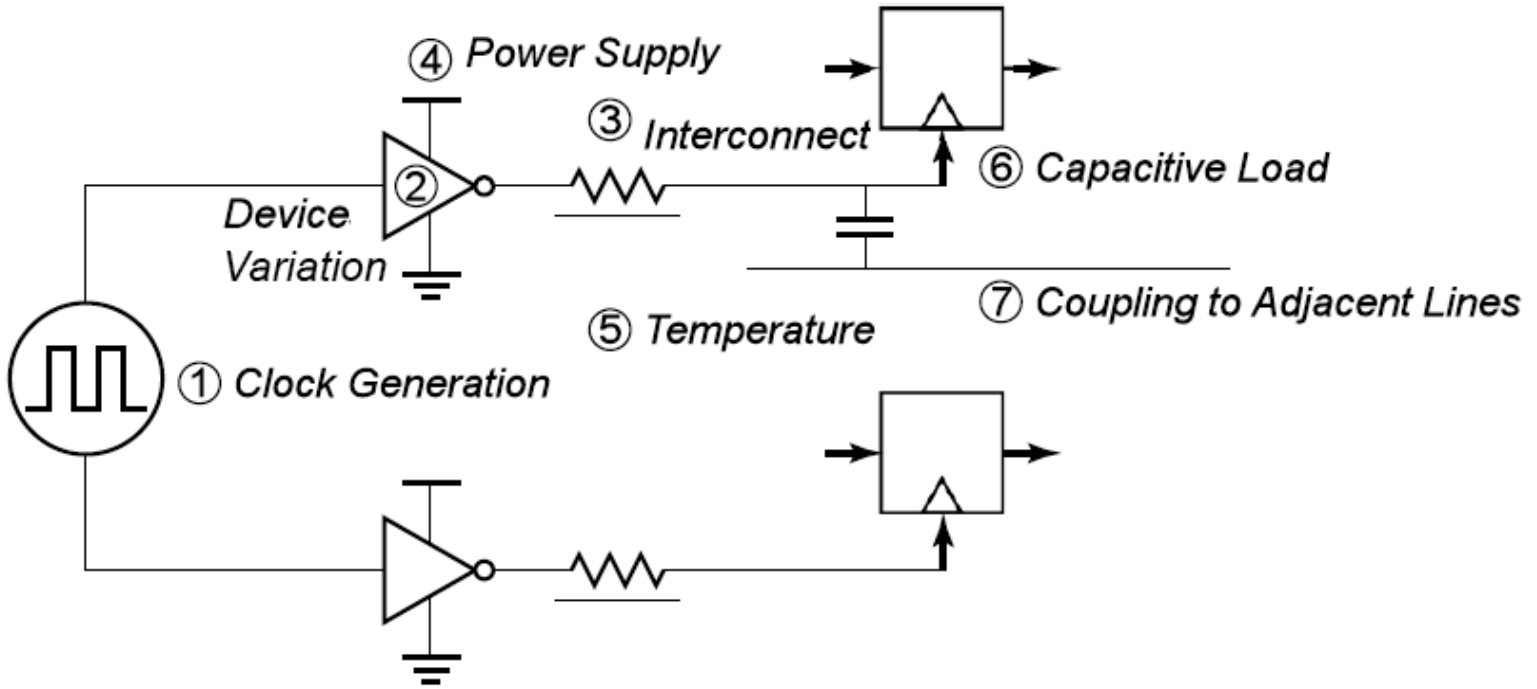 ④ Power Supply
③ Interconnect
⑥ Capacitive Load
②
Device
Variation
⑦ Coupling to Adjacent Lines
⑤ Temperature
① Clock Generation